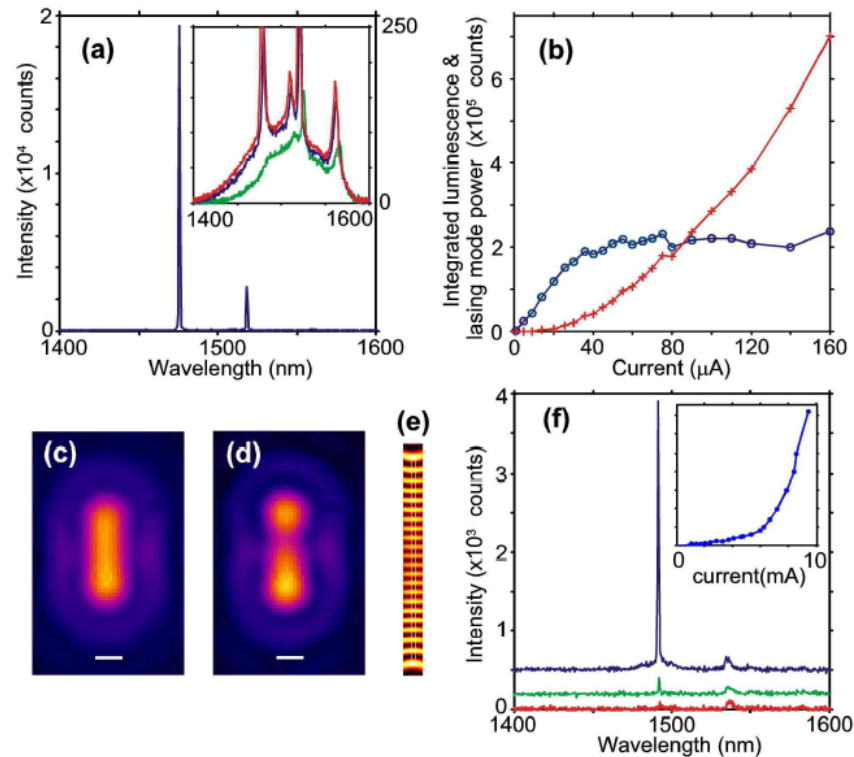 (a)
Intensity (x10⁴ counts)
2
1
0
250
0
1400 1600
1400 1500 1600
Wavelength (nm)
(b)
Integrated luminescence &
lasing mode power (x10⁵ counts)
6
4
2
0
0 40 80 120 160
Current (μA)
(c)
(d)
(e)
(f)
Intensity (x10³ counts)
4
3
2
1
0
0 10
current(mA)
1400 1500 1600
Wavelength (nm)